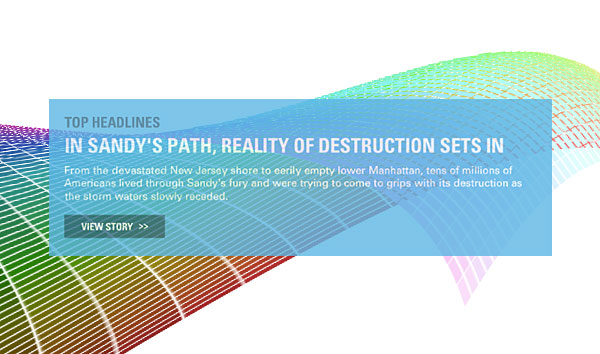 TOP HEADLINES
IN SANDY'S PATH, REALITY OF DESTRUCTION SETS IN
From the devastated New Jersey shore to eerily empty lower Manhattan, tens of millions of
Americans lived through Sandy's fury and were trying to come to grips with its destruction as
the storm waters slowly receded.
VIEW STORY >>